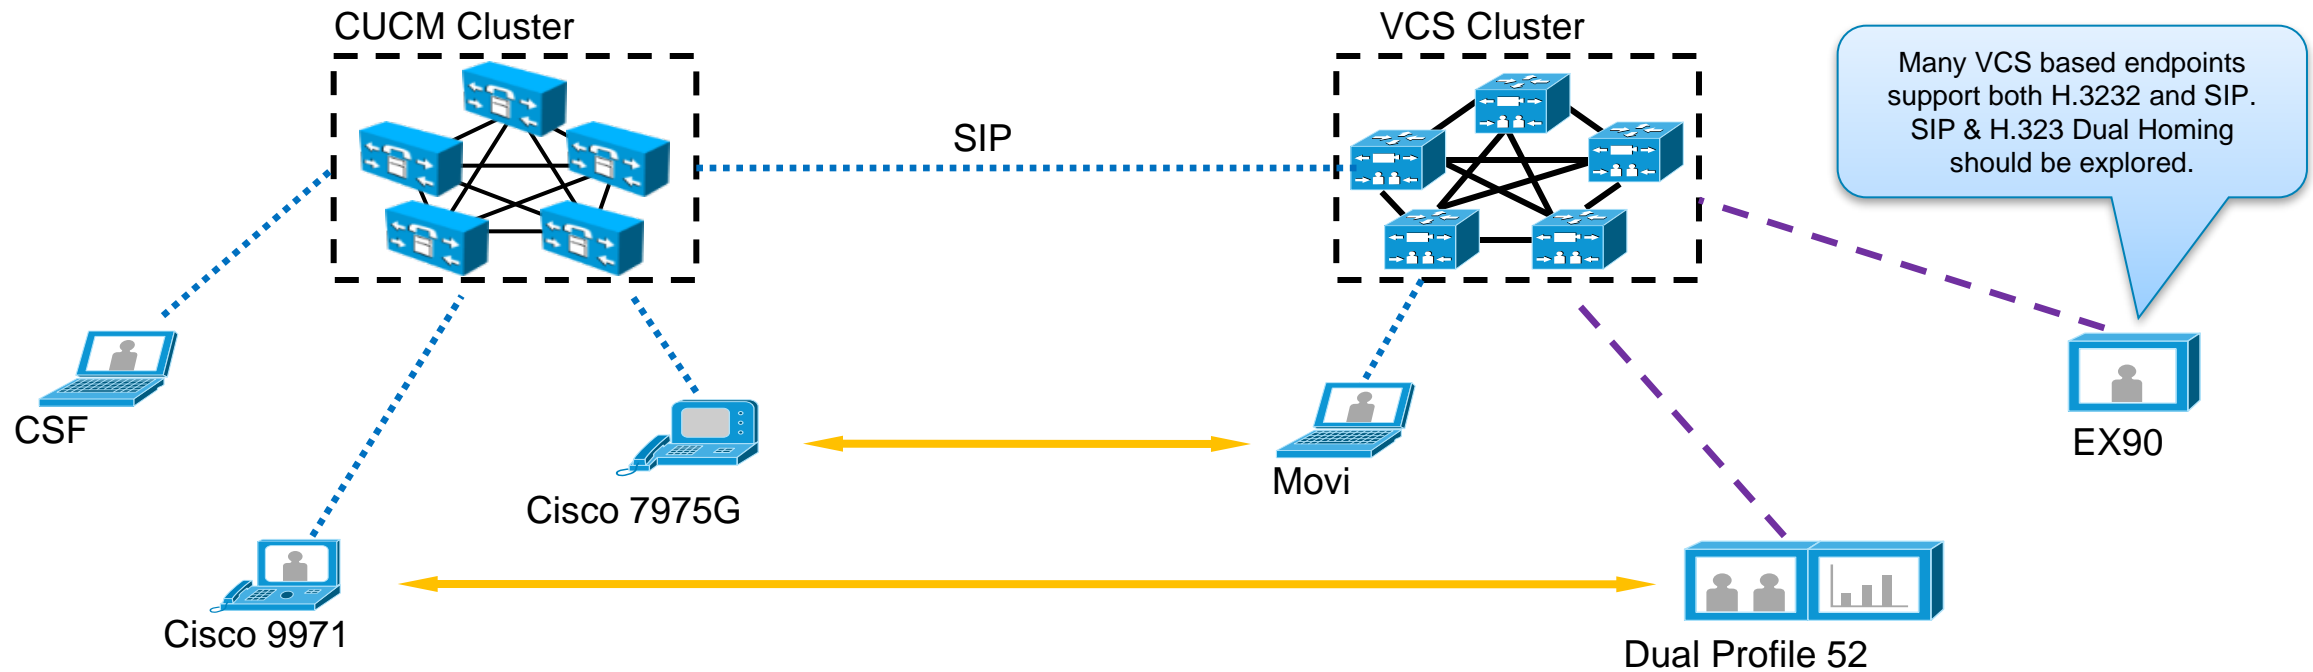 CUCM Cluster
VCS Cluster
Many VCS based endpoints
support both H.3232 and SIP.
SIP & H.323 Dual Homing
should be explored.
SIP
CSF
EX90
Movi
Cisco 7975G
Cisco 9971
Dual Profile 52